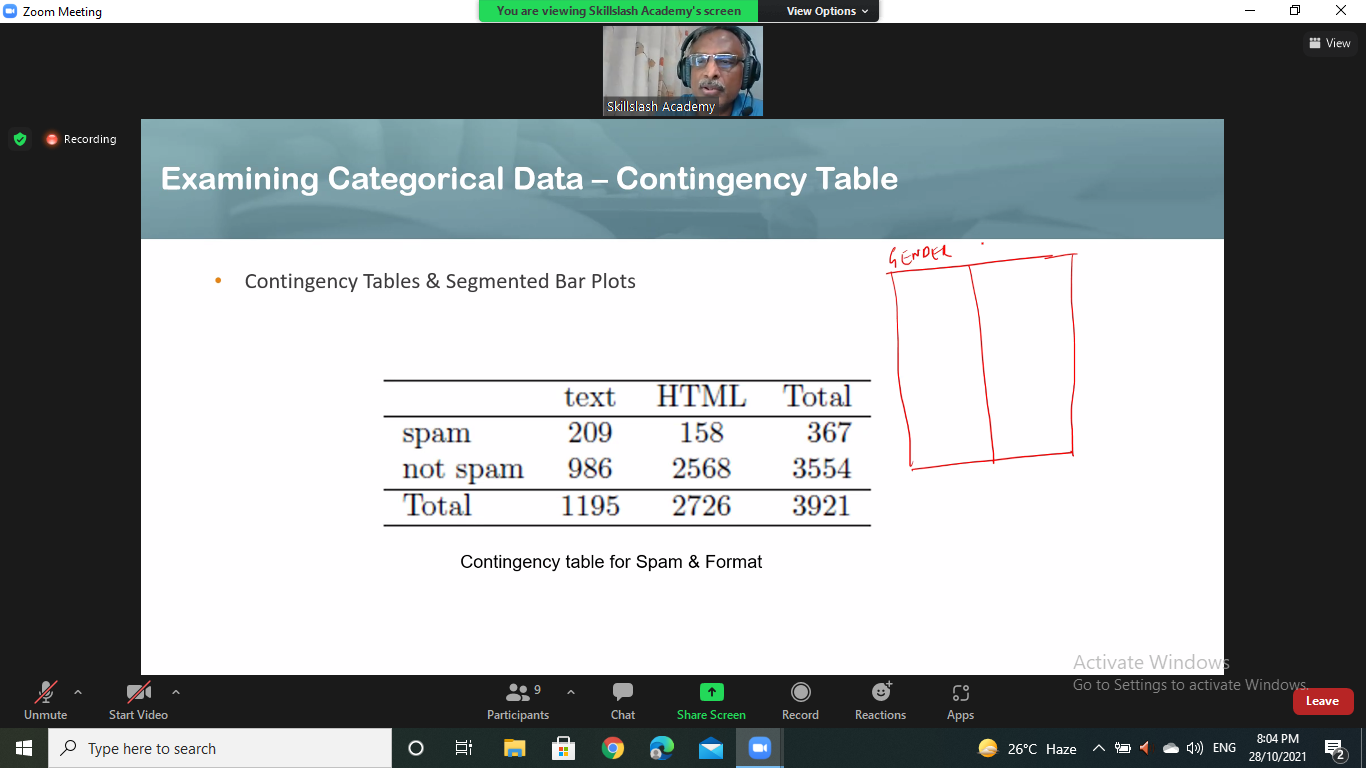 Zoom Meeting
You are viewing Skillslash Academy's screen View Options
View
Skillslash Academy
Recording
Examining Categorical Data – Contingency Table
GENDER
• Contingency Tables & Segmented Bar Plots
text HTML Total
spam 209 158 367
not spam 986 2568 3554
Total 1195 2726 3921
Contingency table for Spam & Format
Activate Windows
Go to Settings to activate Windows.
9
Unmute Start Video Participants Chat Share Screen Record Reactions Apps Leave
Type here to search
26°C Haze
ENG
8:04 PM
28/10/2021
2